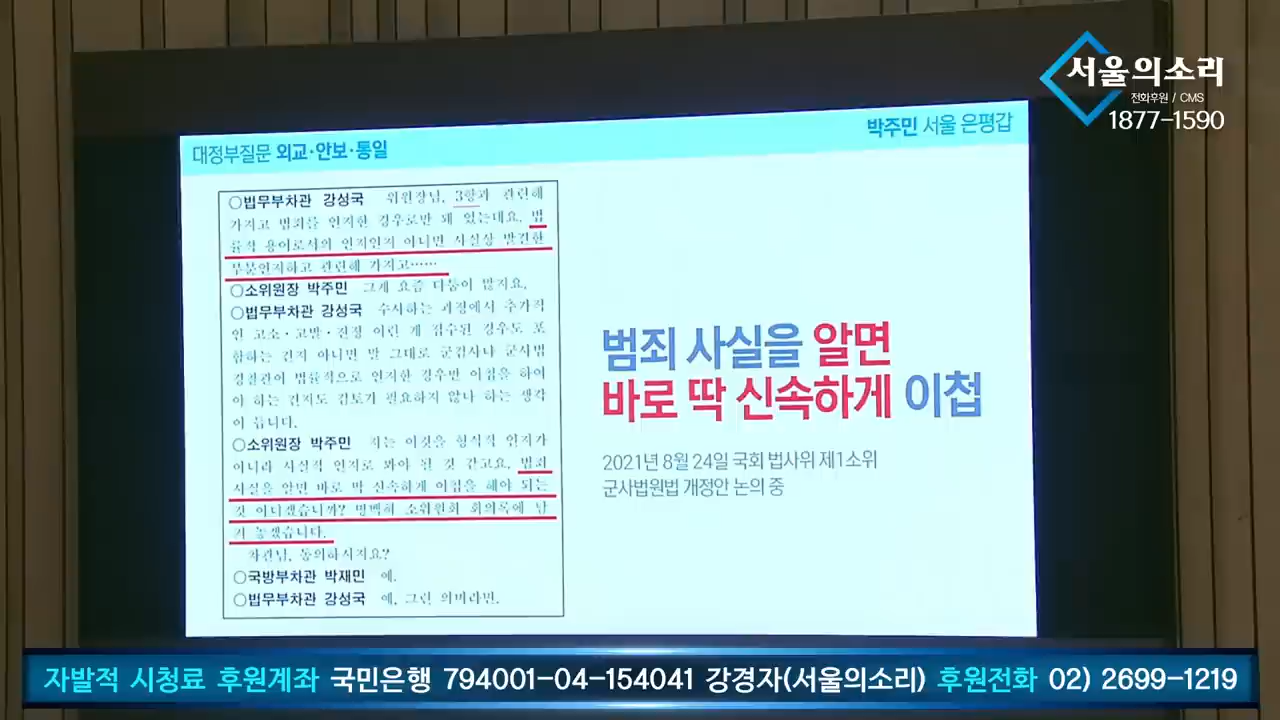 서울의소리
전화후원 / CMS
1877-1590
대정부질문 외교·안보·통일
박주민 서울 은평갑
○법무부차관 강성국 위원장님, 3항과 관련해
가지고 범죄를 인지한 경우로만 돼 있는데요. 법
률적 용어로서의 인지인지 아니면 사실상 발견한
부분인지하고 관련해 가지고……
○소위원장 박주민 그게 요즘 다툼이 많지요.
○법무부차관 강성국 수사하는 과정에서 추가적
인 고소·고발·진정 이런 게 접수된 경우도 포
함하는 건지 아니면 말 그대로 군검사나 군사법
경찰관이 법률적으로 인지한 경우만 이첩을 하여
야 하는 건지도 검토가 필요하지 않나 하는 생각
이 듭니다.
○소위원장 박주민 저는 이것을 형식적 인지가
아니라 사실적 인지로 봐야 될 것 같고요. 범죄
사실을 알면 바로 딱 신속하게 이첩을 해야 되는
것 아니겠습니까? 명백히 소위원회 회의록에 남
겨 놓겠습니다.
차관님, 동의하시지요?
○국방부차관 박재민 예.
○법무부차관 강성국 예, 그런 의미라면.
범죄 사실을 알면
바로 딱 신속하게 이첩
2021년 8월 24일 국회 법사위 제1소위
군사법원법 개정안 논의 중
자발적 시청료 후원계좌 국민은행 794001-04-154041 강경자(서울의소리) 후원전화 02) 2699-1219